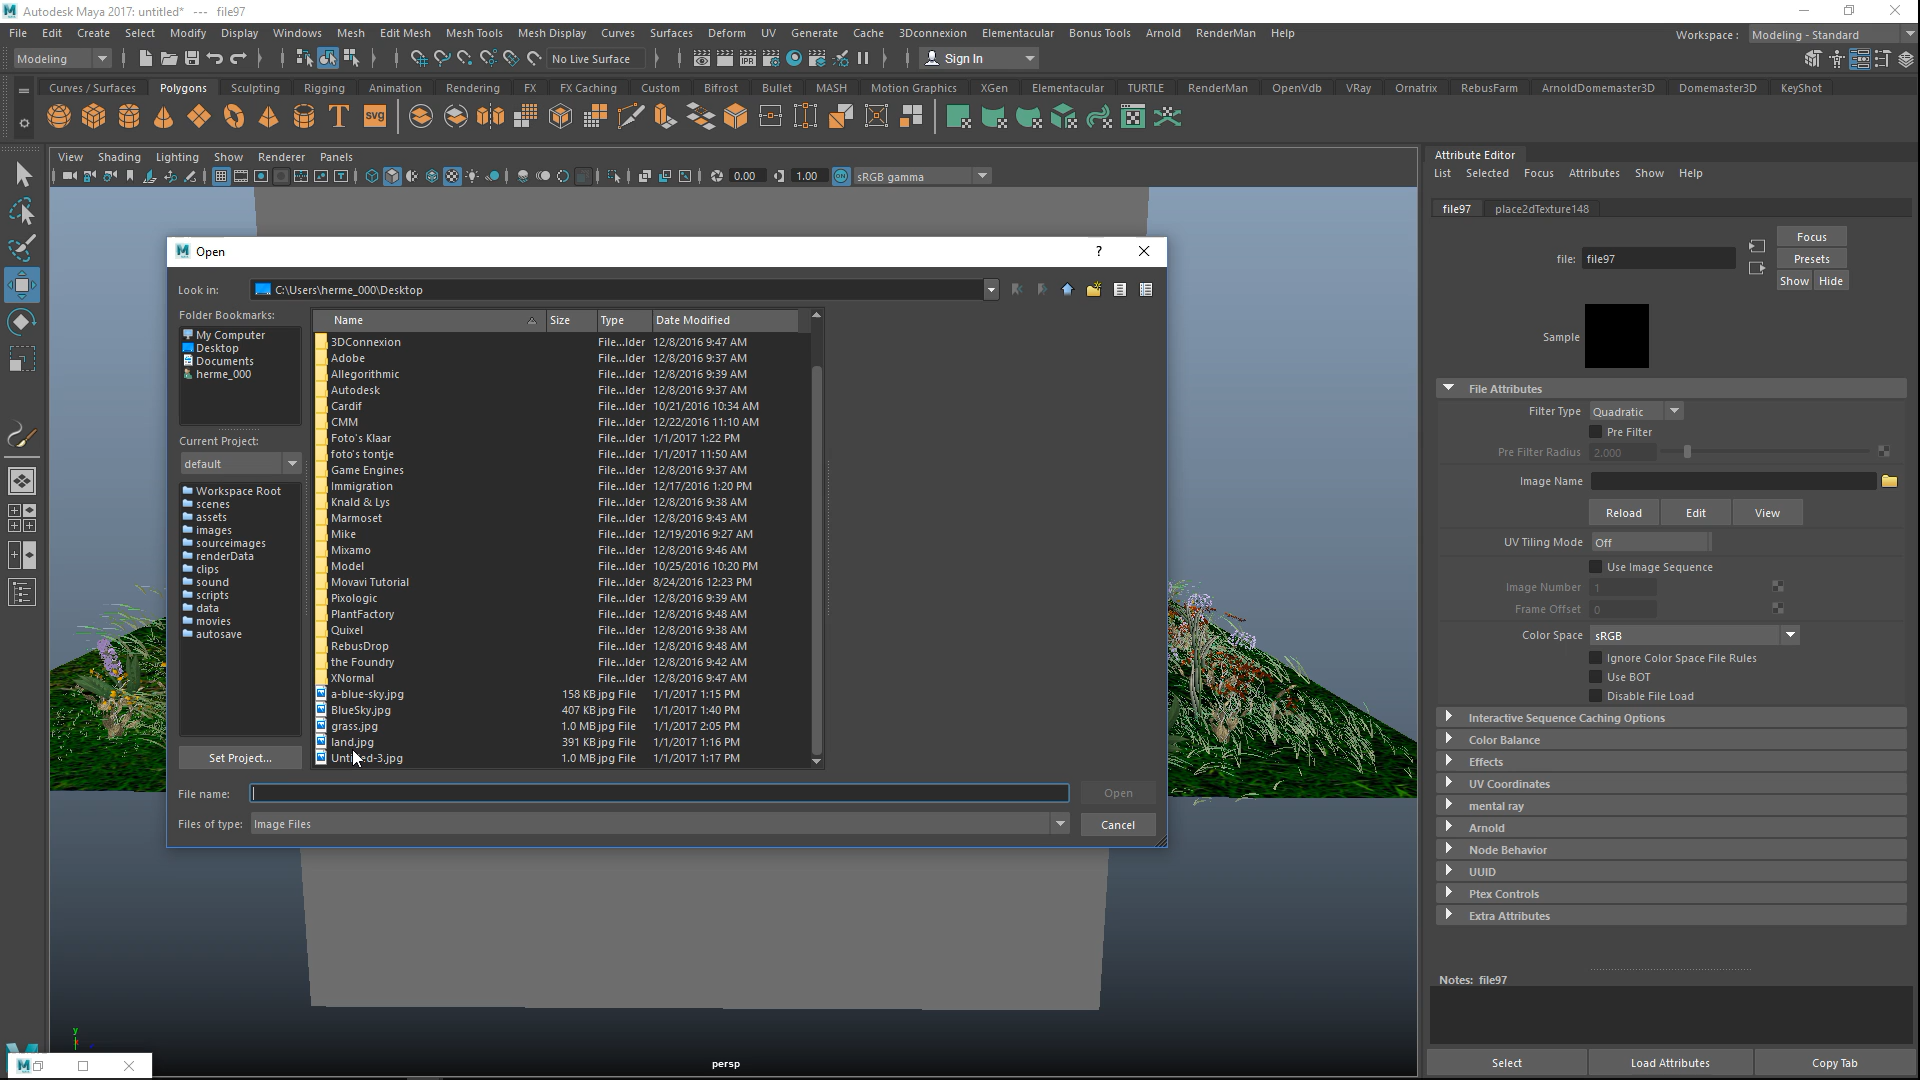 Autodesk Maya 2017: untitled*   ---   file97
File Edit Create Select Modify Display Windows Mesh Edit Mesh Mesh Tools Mesh Display Curves Surfaces Deform UV Generate Cache 3Dconnexion Elementacular Bonus Tools Arnold RenderMan Help Workspace : Modeling - Standard
Modeling No Live Surface IPR Sign In
Curves / Surfaces Polygons Sculpting Rigging Animation Rendering FX FX Caching Custom Bifrost Bullet MASH Motion Graphics XGen Elementacular TURTLE RenderMan OpenVdb VRay Ornatrix RebusFarm ArnoldDomemaster3D Domemaster3D KeyShot
T svg
View Shading Lighting Show Renderer Panels
0.00 1.00 ON sRGB gamma
Open ?
Look in: C:\Users\herme_000\Desktop
Folder Bookmarks:
My Computer
Desktop
Documents
herme_000
Current Project:
default
Workspace Root
scenes
assets
images
sourceimages
renderData
clips
sound
scripts
data
movies
autosave
Set Project...
Name Size Type Date Modified
3DConnexion File...lder 12/8/2016 9:47 AM
Adobe File...lder 12/8/2016 9:37 AM
Allegorithmic File...lder 12/8/2016 9:39 AM
Autodesk File...lder 12/8/2016 9:37 AM
Cardif File...lder 10/21/2016 10:34 AM
CMM File...lder 12/22/2016 11:10 AM
Foto's Klaar File...lder 1/1/2017 1:22 PM
foto's tontje File...lder 1/1/2017 11:50 AM
Game Engines File...lder 12/8/2016 9:37 AM
Immigration File...lder 12/17/2016 1:20 PM
Knald & Lys File...lder 12/8/2016 9:38 AM
Marmoset File...lder 12/8/2016 9:43 AM
Mike File...lder 12/19/2016 9:27 AM
Mixamo File...lder 12/8/2016 9:46 AM
Model File...lder 10/25/2016 10:20 PM
Movavi Tutorial File...lder 8/24/2016 12:23 PM
Pixologic File...lder 12/8/2016 9:39 AM
PlantFactory File...lder 12/8/2016 9:48 AM
Quixel File...lder 12/8/2016 9:38 AM
RebusDrop File...lder 12/8/2016 9:48 AM
the Foundry File...lder 12/8/2016 9:42 AM
XNormal File...lder 12/8/2016 9:47 AM
a-blue-sky.jpg 158 KB jpg File 1/1/2017 1:15 PM
BlueSky.jpg 407 KB jpg File 1/1/2017 1:40 PM
grass.jpg 1.0 MB jpg File 1/1/2017 2:05 PM
land.jpg 391 KB jpg File 1/1/2017 1:16 PM
1.0 MB jpg File 1/1/2017 1:17 PM
File name: Open
Files of type: Image Files Cancel
persp
y
Attribute Editor
List Selected Focus Attributes Show Help
file97 place2dTexture148
Focus
file: file97 Presets
Show Hide
Sample
File Attributes
Filter Type Quadratic
Pre Filter
Pre Filter Radius 2.000
Image Name
Reload Edit View
UV Tiling Mode Off
Use Image Sequence
Image Number 1
Frame Offset 0
Color Space sRGB
Ignore Color Space File Rules
Use BOT
Disable File Load
Interactive Sequence Caching Options
Color Balance
Effects
UV Coordinates
mental ray
Arnold
Node Behavior
UUID
Ptex Controls
Extra Attributes
Notes: file97
Select Load Attributes Copy Tab